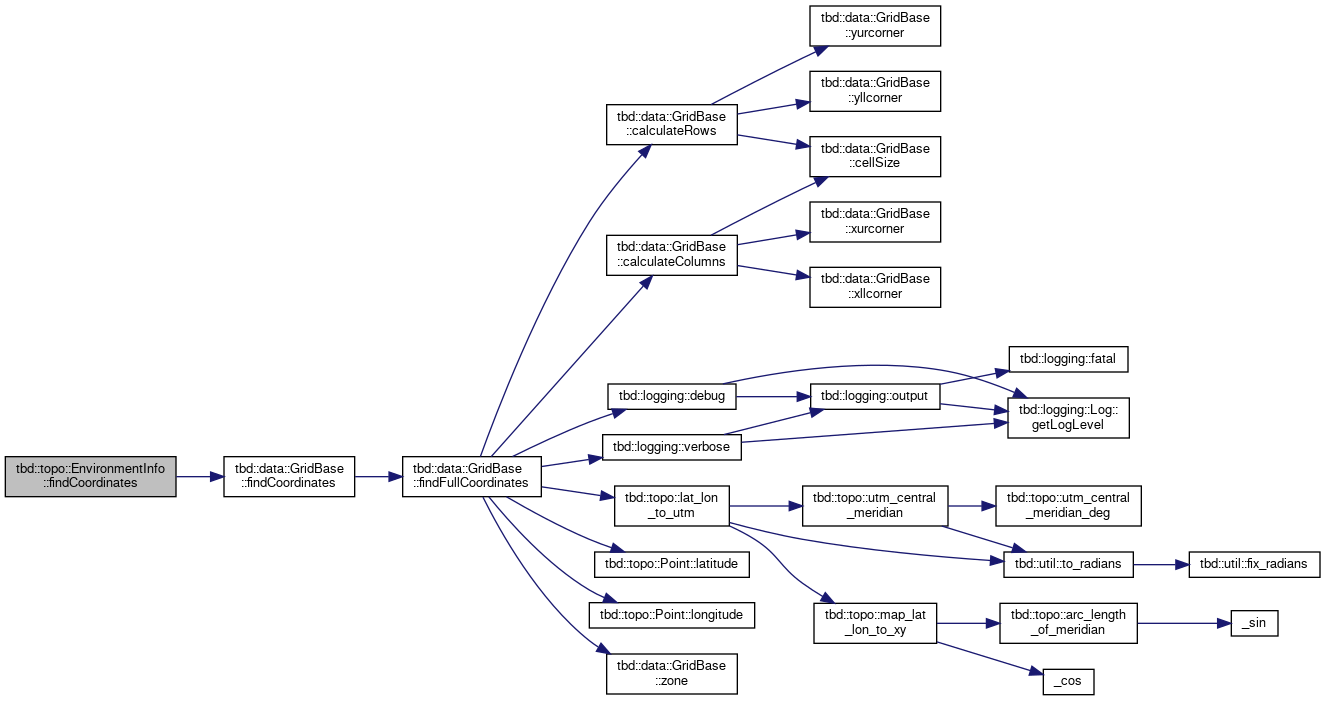 tbd::topo::EnvironmentInfo
::findCoordinates
tbd::data::GridBase
::findCoordinates
tbd::data::GridBase
::findFullCoordinates
tbd::data::GridBase
::calculateRows
tbd::data::GridBase
::calculateColumns
tbd::logging::debug
tbd::logging::verbose
tbd::topo::lat_lon
_to_utm
tbd::topo::Point::latitude
tbd::topo::Point::longitude
tbd::data::GridBase
::zone
tbd::data::GridBase
::yurcorner
tbd::data::GridBase
::yllcorner
tbd::data::GridBase
::cellSize
tbd::data::GridBase
::xurcorner
tbd::data::GridBase
::xllcorner
tbd::logging::output
tbd::topo::utm_central
_meridian
tbd::topo::map_lat
_lon_to_xy
tbd::logging::fatal
tbd::logging::Log::
getLogLevel
tbd::topo::utm_central
_meridian_deg
tbd::util::to_radians
tbd::topo::arc_length
_of_meridian
_cos
tbd::util::fix_radians
_sin